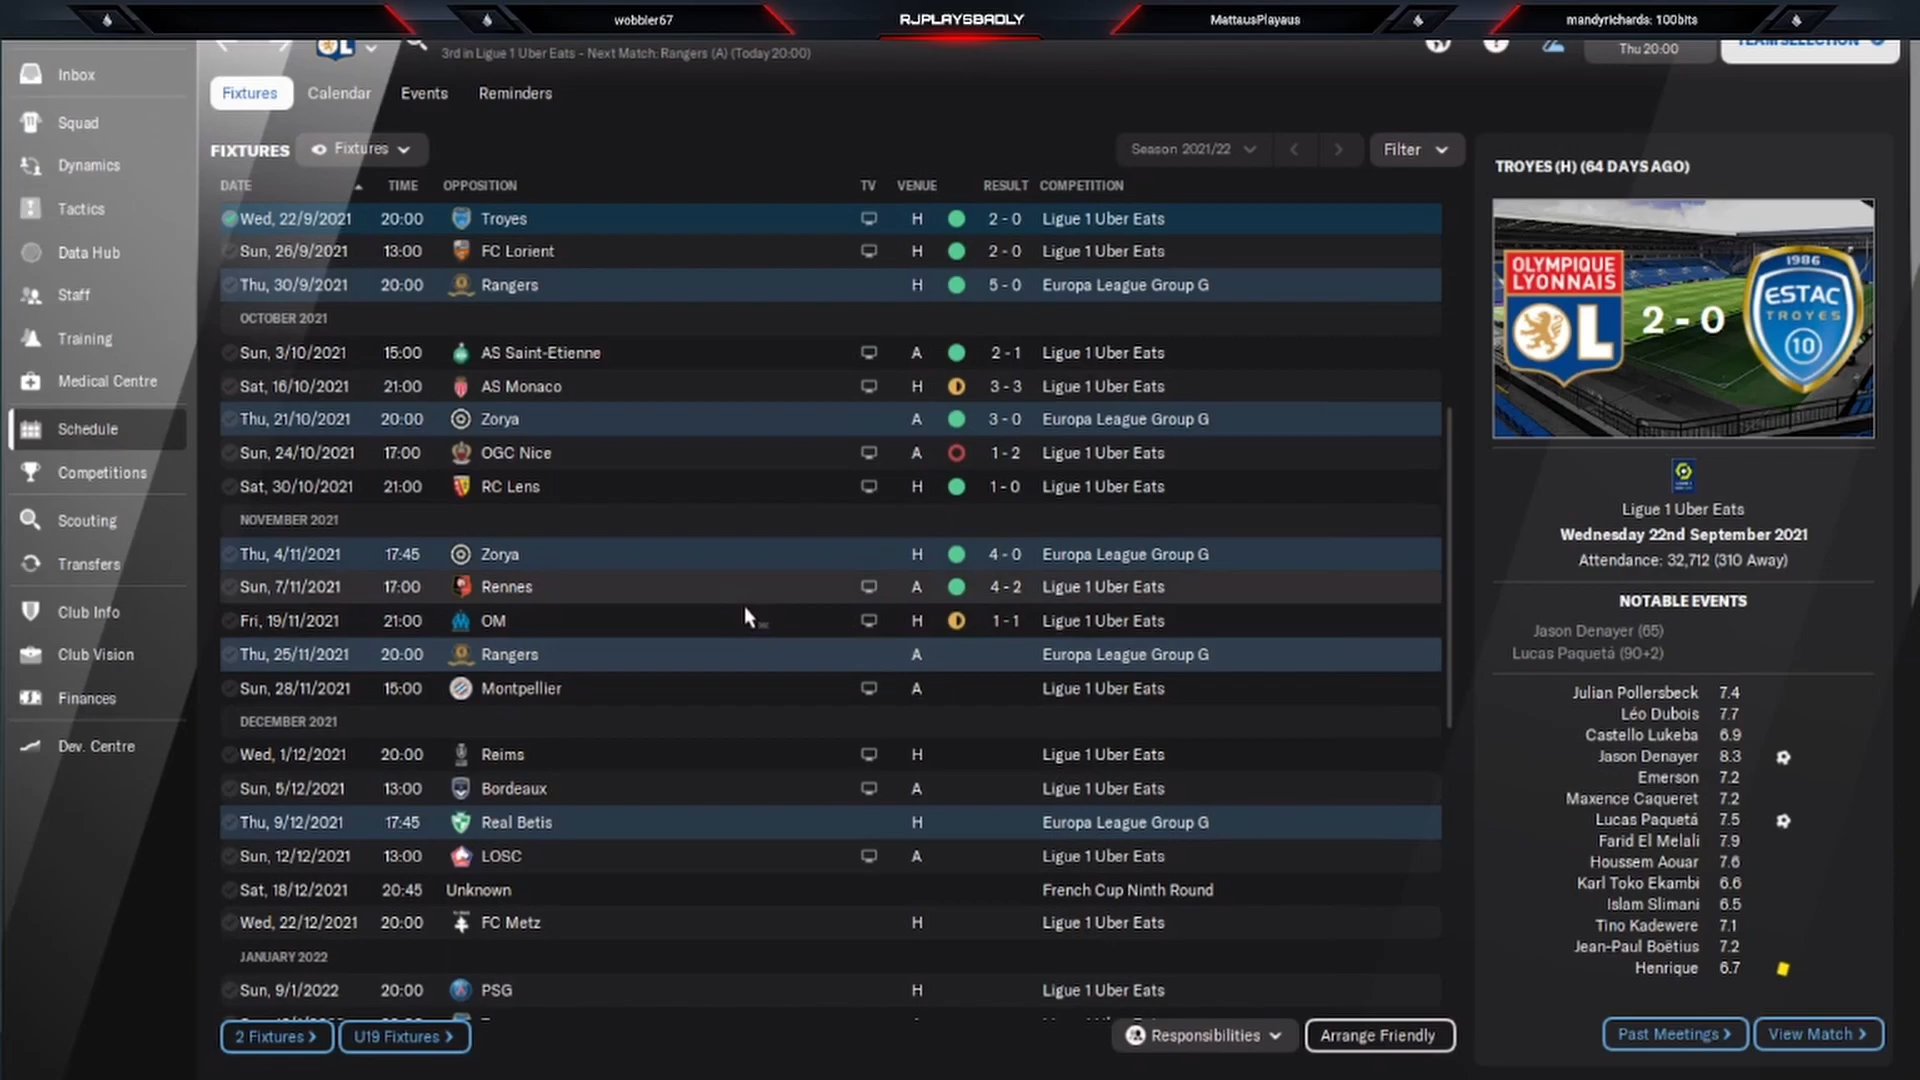 wobbler67
RJPLAYSBADLY
MattausPlayaus
mandyrichards: 100bits
3rd in Ligue 1 Uber Eats - Next Match: Rangers (A) (Today 20:00)
Thu 20:00
TEAM SELECTION
Inbox
Squad
Dynamics
Tactics
Data Hub
Staff
Training
Medical Centre
Schedule
Competitions
Scouting
Transfers
Club Info
Club Vision
Finances
Dev. Centre
Fixtures Calendar Events Reminders
FIXTURES Fixtures Season 2021/22 Filter
DATE TIME OPPOSITION TV VENUE RESULT COMPETITION
Wed, 22/9/2021 20:00 Troyes H 2 - 0 Ligue 1 Uber Eats
Sun, 26/9/2021 13:00 FC Lorient H 2 - 0 Ligue 1 Uber Eats
Thu, 30/9/2021 20:00 Rangers H 5 - 0 Europa League Group G
OCTOBER 2021
Sun, 3/10/2021 15:00 AS Saint-Etienne A 2 - 1 Ligue 1 Uber Eats
Sat, 16/10/2021 21:00 AS Monaco H 3 - 3 Ligue 1 Uber Eats
Thu, 21/10/2021 20:00 Zorya A 3 - 0 Europa League Group G
Sun, 24/10/2021 17:00 OGC Nice A 1 - 2 Ligue 1 Uber Eats
Sat, 30/10/2021 21:00 RC Lens H 1 - 0 Ligue 1 Uber Eats
NOVEMBER 2021
Thu, 4/11/2021 17:45 Zorya H 4 - 0 Europa League Group G
Sun, 7/11/2021 17:00 Rennes A 4 - 2 Ligue 1 Uber Eats
Fri, 19/11/2021 21:00 OM H 1 - 1 Ligue 1 Uber Eats
Thu, 25/11/2021 20:00 Rangers A Europa League Group G
Sun, 28/11/2021 15:00 Montpellier A Ligue 1 Uber Eats
DECEMBER 2021
Wed, 1/12/2021 20:00 Reims H Ligue 1 Uber Eats
Sun, 5/12/2021 13:00 Bordeaux A Ligue 1 Uber Eats
Thu, 9/12/2021 17:45 Real Betis H Europa League Group G
Sun, 12/12/2021 13:00 LOSC A Ligue 1 Uber Eats
Sat, 18/12/2021 20:45 Unknown French Cup Ninth Round
Wed, 22/12/2021 20:00 FC Metz H Ligue 1 Uber Eats
JANUARY 2022
Sun, 9/1/2022 20:00 PSG H Ligue 1 Uber Eats
2 Fixtures > U19 Fixtures > Responsibilities Arrange Friendly
TROYES (H) (64 DAYS AGO)
OLYMPIQUE
LYONNAIS
OL
2 - 0
1986
ESTAC
TROYES
10
Ligue 1 Uber Eats
Wednesday 22nd September 2021
Attendance: 32,712 (310 Away)
NOTABLE EVENTS
Jason Denayer (65)
Lucas Paquetá (90+2)
Julian Pollersbeck 7.4
Léo Dubois 7.7
Castello Lukeba 6.9
Jason Denayer 8.3
Emerson 7.2
Maxence Caqueret 7.2
Lucas Paquetá 7.5
Farid El Melali 7.9
Houssem Aouar 7.6
Karl Toko Ekambi 6.6
Islam Slimani 6.5
Tino Kadewere 7.1
Jean-Paul Boëtius 7.2
Henrique 6.7
Past Meetings > View Match >